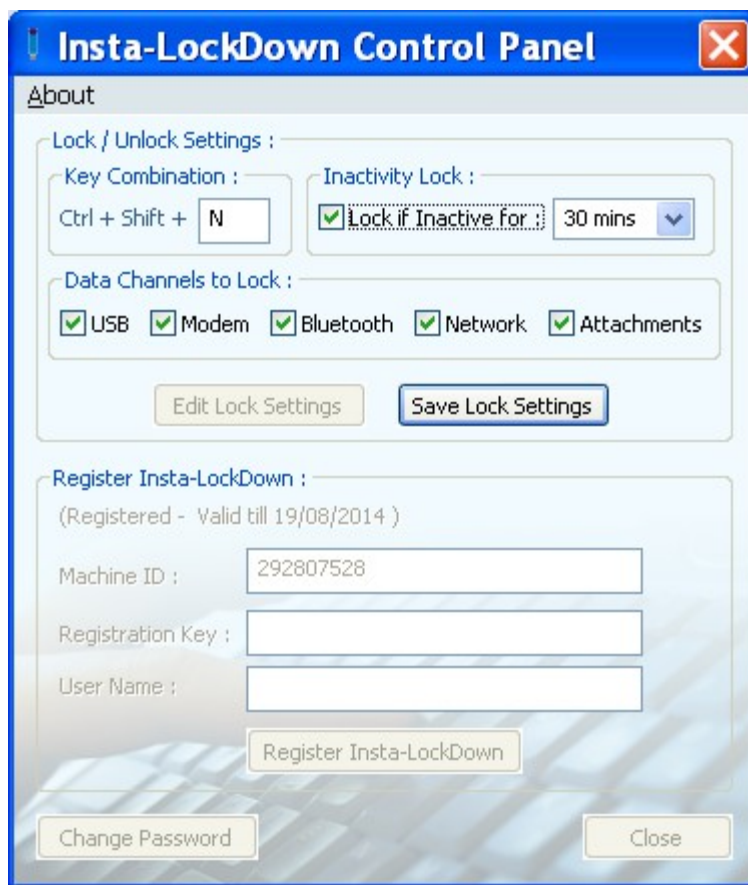 Insta-LockDown Control Panel
About
Lock / Unlock Settings :
Key Combination :
Inactivity Lock :
Ctrl + Shift + N
Lock if Inactive for : 30 mins
Data Channels to Lock :
USB Modem Bluetooth Network Attachments
Edit Lock Settings Save Lock Settings
Register Insta-LockDown :
(Registered - Valid till 19/08/2014 )
Machine ID : 292807528
Registration Key :
User Name :
Register Insta-LockDown
Change Password Close